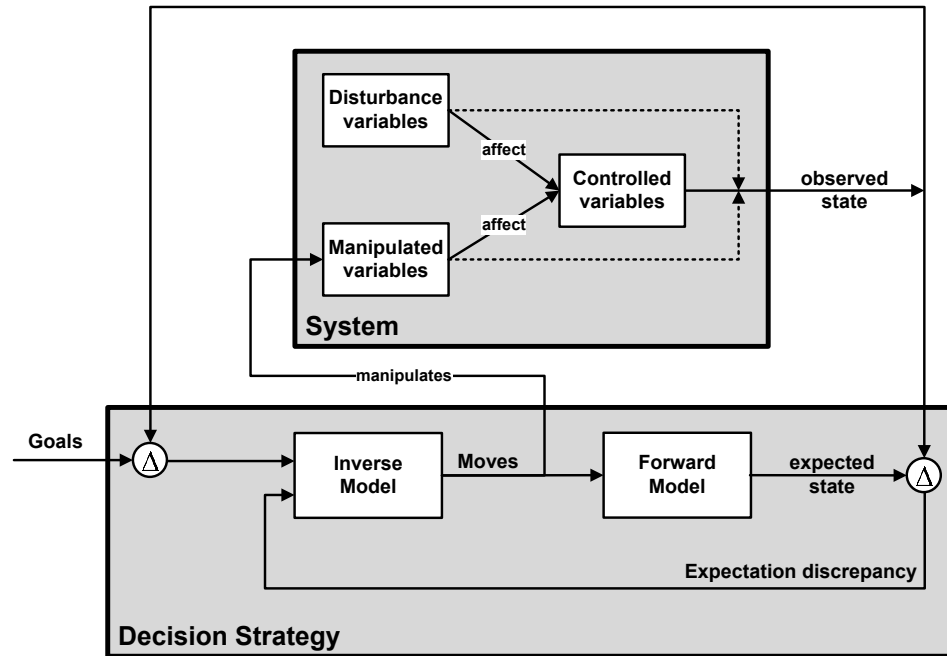 Disturbance
variables
affect
Controlled
variables
observed
state
affect
Manipulated
variables
System
manipulates
Goals
Δ
Inverse
Model
Moves
Forward
Model
expected
state
Δ
Expectation discrepancy
Decision Strategy